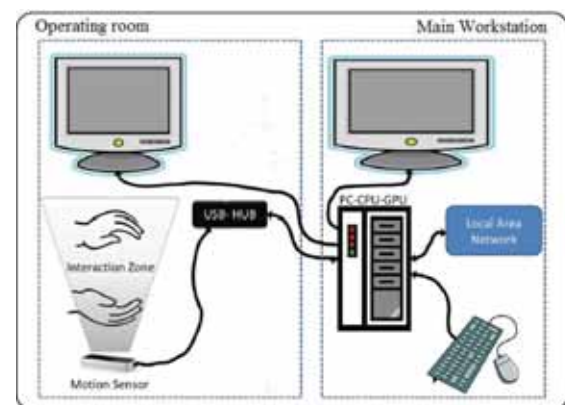 Operating room
Main Workstation
PC-CPU-GPU
USB- HUB
Local Area
Network
Interaction Zone
Motion Sensor